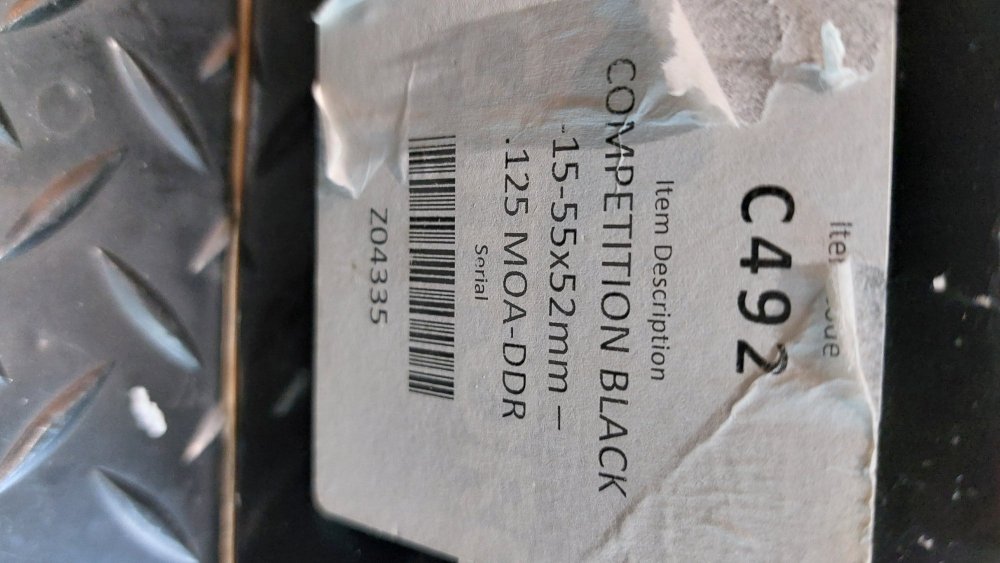 C492
Item Description
COMPETITION BLACK
-15-55x52mm –
.125 MOA-DDR
Serial
Z04335